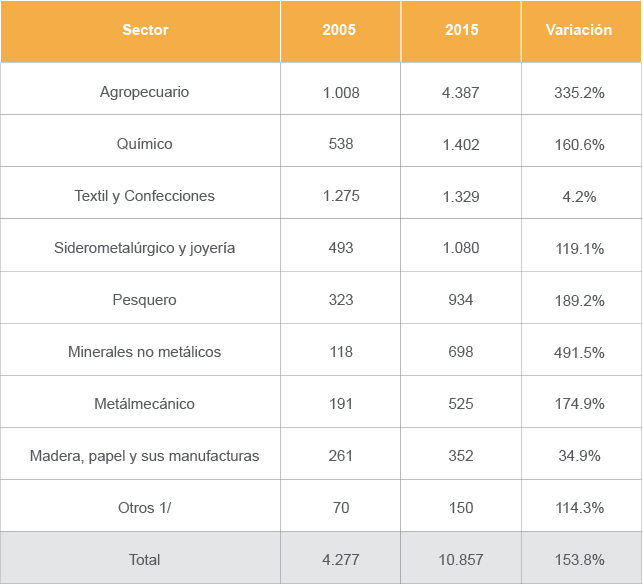 Sector 2005 2015 Variación
Agropecuario 1.008 4.387 335.2%
Químico 538 1.402 160.6%
Textil y Confecciones 1.275 1.329 4.2%
Siderometalúrgico y joyería 493 1.080 119.1%
Pesquero 323 934 189.2%
Minerales no metálicos 118 698 491.5%
Metálmecánico 191 525 174.9%
Madera, papel y sus manufacturas 261 352 34.9%
Otros 1/ 70 150 114.3%
Total 4.277 10.857 153.8%